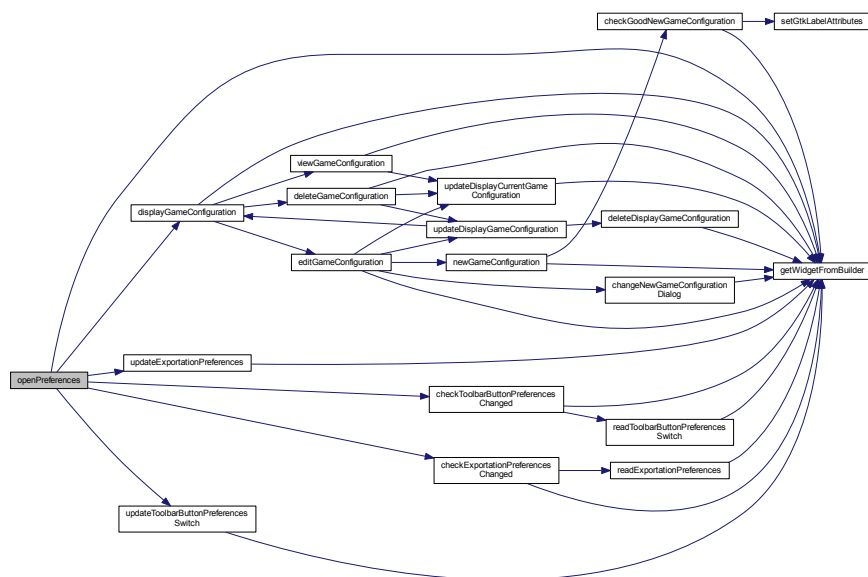 checkGoodNewGameConfiguration
setGtkLabelAttributes
viewGameConfiguration
deleteGameConfiguration
updateDisplayCurrentGame
Configuration
displayGameConfiguration
updateDisplayGameConfiguration
deleteDisplayGameConfiguration
editGameConfiguration
newGameConfiguration
getWidgetFromBuilder
changeNewGameConfiguration
Dialog
updateExportationPreferences
openPreferences
checkToolbarButtonPreferences
Changed
readToolbarButtonPreferences
Switch
checkExportationPreferences
Changed
readExportationPreferences
updateToolbarButtonPreferences
Switch